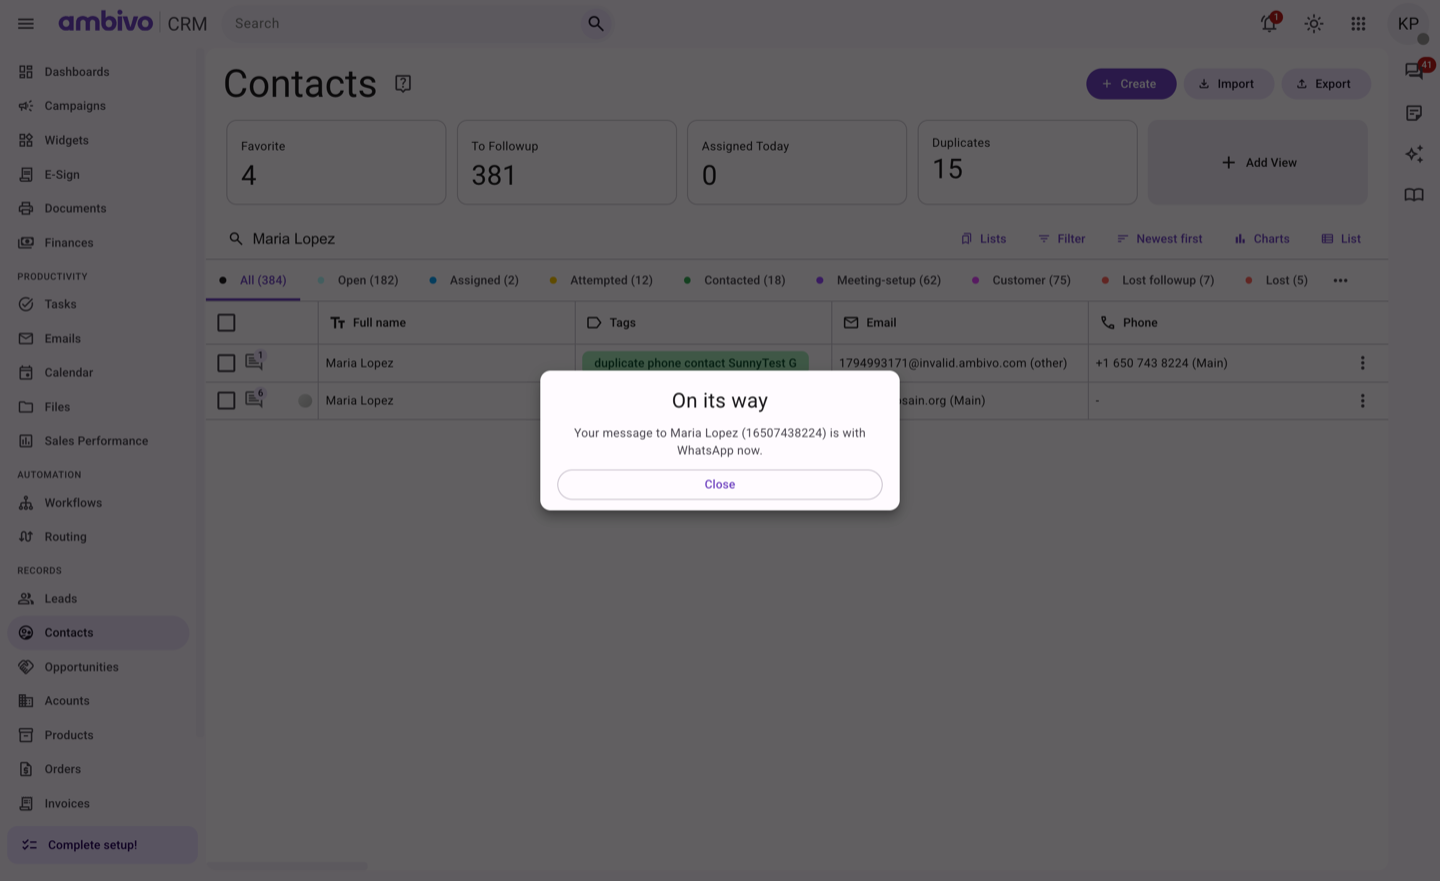 ambivo CRM
Search
1
KP
Dashboards
Campaigns
Widgets
E-Sign
Documents
Finances
PRODUCTIVITY
Tasks
Emails
Calendar
Files
Sales Performance
AUTOMATION
Workflows
Routing
RECORDS
Leads
Contacts
Opportunities
Acounts
Products
Orders
Invoices
Complete setup!
Contacts
Create
Import
Export
41
Favorite
4
To Followup
381
Assigned Today
0
Duplicates
15
Add View
Maria Lopez
Lists
Filter
Newest first
Charts
List
All (384)
Open (182)
Assigned (2)
Attempted (12)
Contacted (18)
Meeting-setup (62)
Customer (75)
Lost followup (7)
Lost (5)
Full name
Tags
Email
Phone
1
Maria Lopez
duplicate phone contact SunnyTest G
1794993171@invalid.ambivo.com (other)
+1 650 743 8224 (Main)
6
Maria Lopez
sain.org (Main)
-
On its way
Your message to Maria Lopez (16507438224) is with
WhatsApp now.
Close